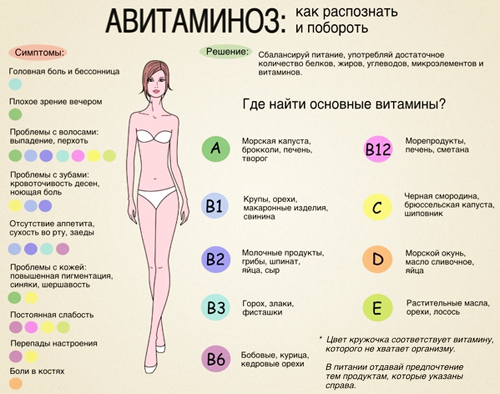 АВИТАМИНОЗ: как распознать
и побороть
Симптомы:
Головная боль и бессонница
Плохое зрение вечером
Проблемы с волосами:
выпадение, перхоть
Проблемы с зубами:
кровоточивость десен,
ноющая боль
Отсутствие аппетита,
сухость во рту, заеды
Проблемы с кожей:
повышенная пигментация,
синяки, шершавость
Постоянная слабость
Перепады настроения
Боли в костях
Решение:
Сбалансируй питание, употребляй достаточное
количество белков, жиров, углеводов, микроэлементов и
витаминов.
Где найти основные витамины?
A
Морская капуста,
брокколи, печень,
творог
B1
Крупы, орехи,
макаронные изделия,
свинина
B2
Молочные продукты,
грибы, шпинат,
яйца, сыр
B3
Горох, злаки,
фисташки
B6
Бобовые, курица,
кедровые орехи
B12
Морепродукты,
печень, сметана
C
Черная смородина,
брюссельская капуста,
шиповник
D
Морской окунь,
масло сливочное,
яйца
E
Растительные масла,
орехи, лосось
* Цвет кружочка соответствует витамину,
которого не хватает организму.
В питании отдавай предпочтение
тем продуктам, которые указаны
справа.